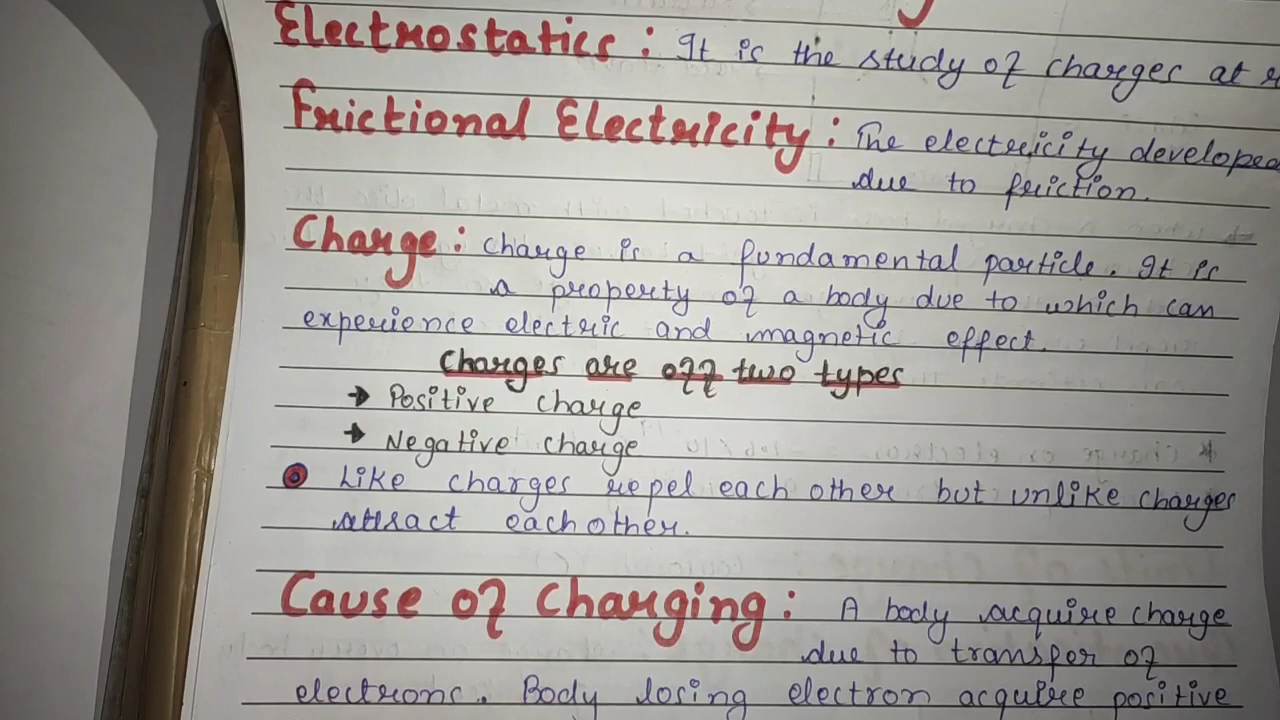 Electrostatics : It is the study of charges at
Frictional Electricity : The electricity developed
due to friction.
Charge : Charge is a fundamental particle. It is
a property of a body due to which can
experience electric and magnetic effect.
Charges are off two types
→ Positive charge
→ Negative charge
Like charges repel each other but unlike charges
attract eachother.
Cause of Charging : A body acquire charge
due to transfer of
electrons. Body losing electron acquire positive